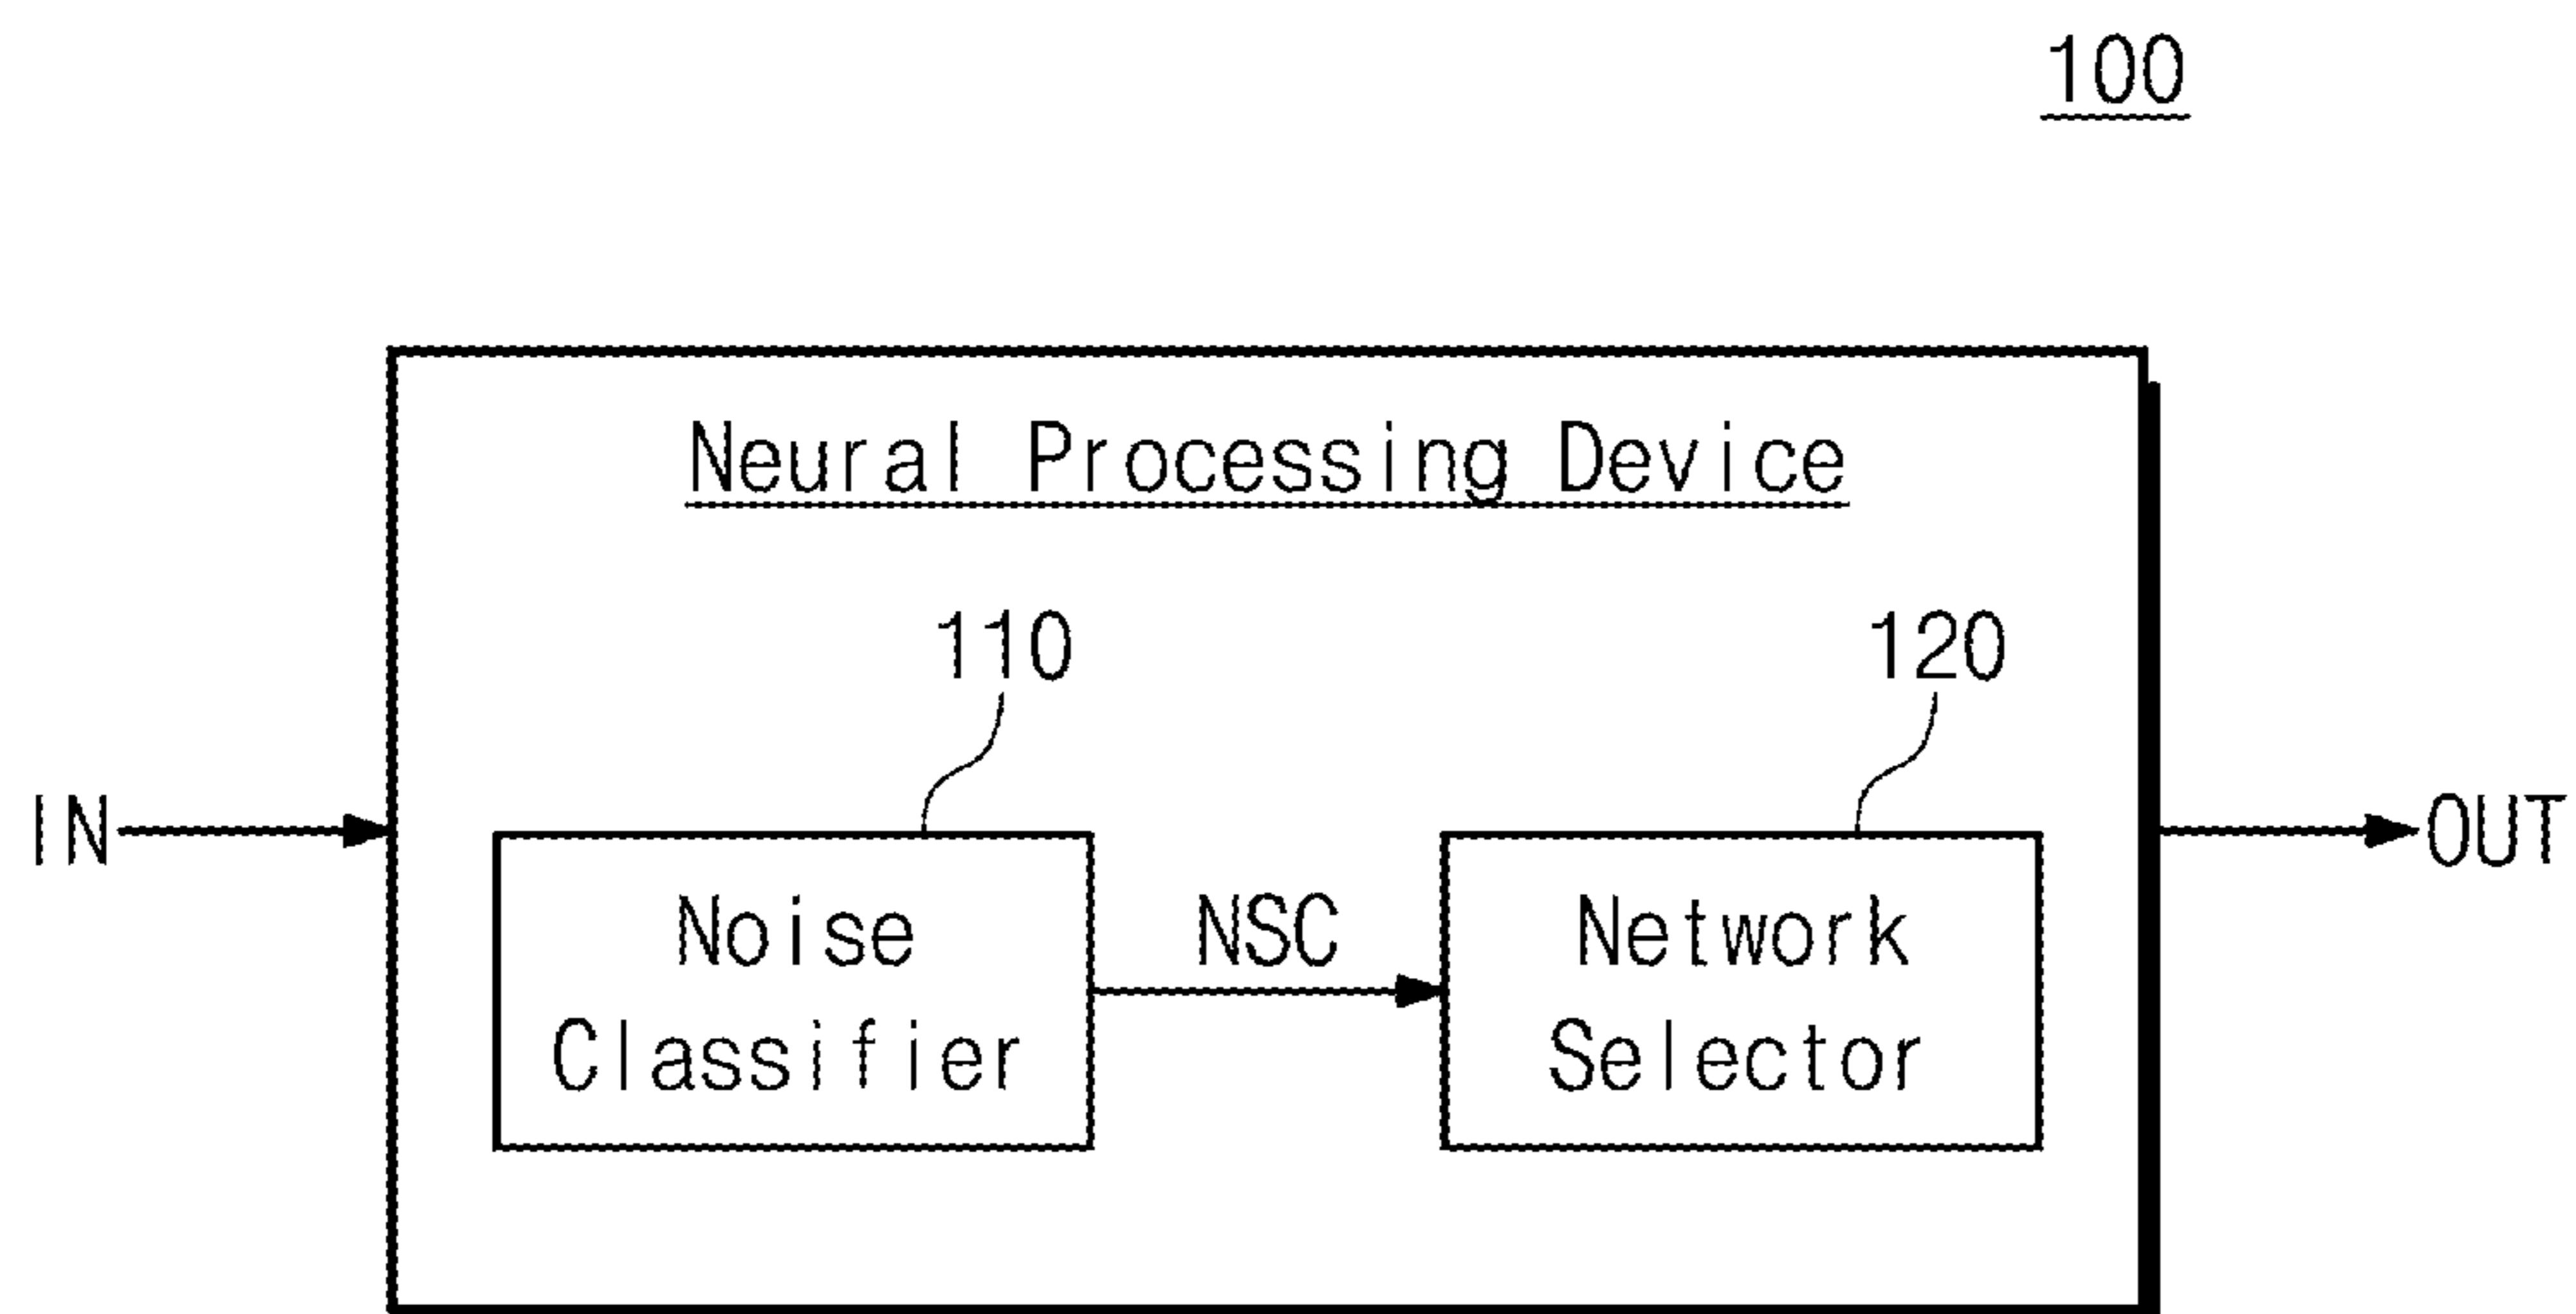 100
Neural Processing Device
110
120
IN
OUT
Noise
Classifier
NSC
Network
Selector